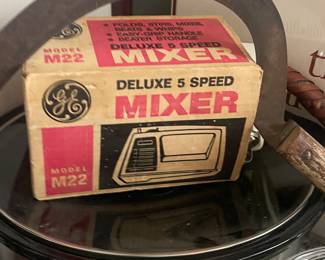 • FOLDS, STIRS, MIXES,
BEATS & WHIPS
• EASY-GRIP HANDLE
• BEATER STORAGE
DELUXE 5 SPEED
MIXER
MODEL
M22
GE
DELUXE 5 SPEED
MIXER
MODEL
M22